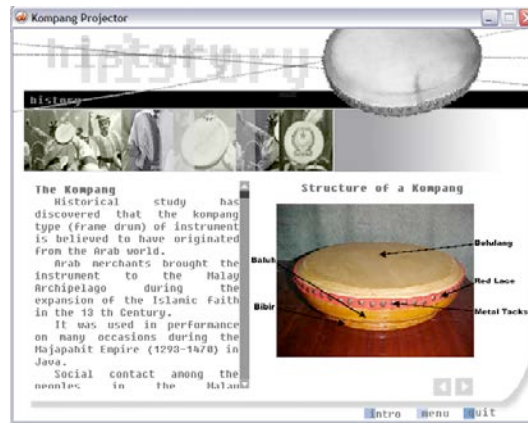 Kompang Projector
history
history
history
The Kompang
Historical study has
discovered that the kompang
type (frame drum) of instrument
is believed to have originated
from the Arab world.
Arab merchants brought the
instrument to the Malay
Archipelago during the
expansion of the Islamic faith
in the 13 th Century.
It was used in performance
on many occasions during the
Majapahit Empire (1293-1478) in
Java.
Social contact among the
peoples in the Malay
Structure of a Kompang
Belulang
Baluh
Red Lace
Bibir
Metal Tacks
intro menu quit